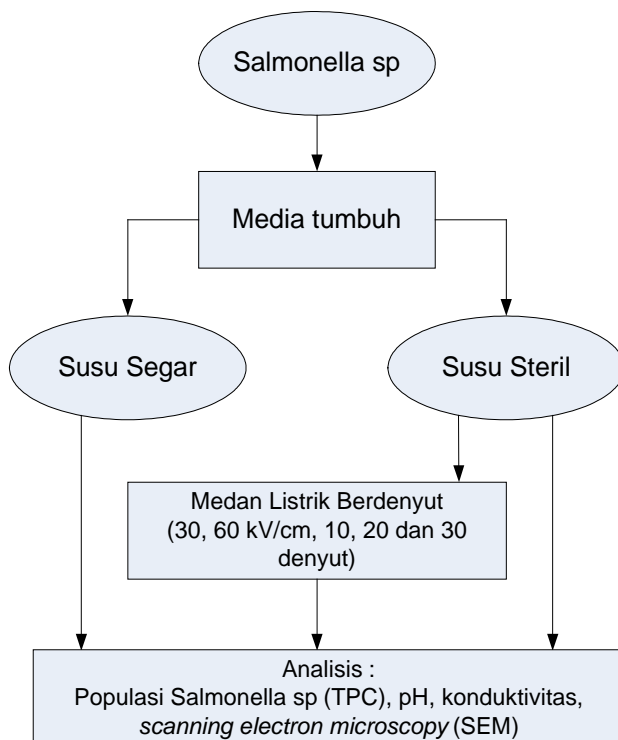 Salmonella sp
Media tumbuh
Susu Segar
Susu Steril
Medan Listrik Berdenyut
(30, 60 kV/cm, 10, 20 dan 30
denyut)
Analisis :
Populasi Salmonella sp (TPC), pH, konduktivitas,
scanning electron microscopy (SEM)